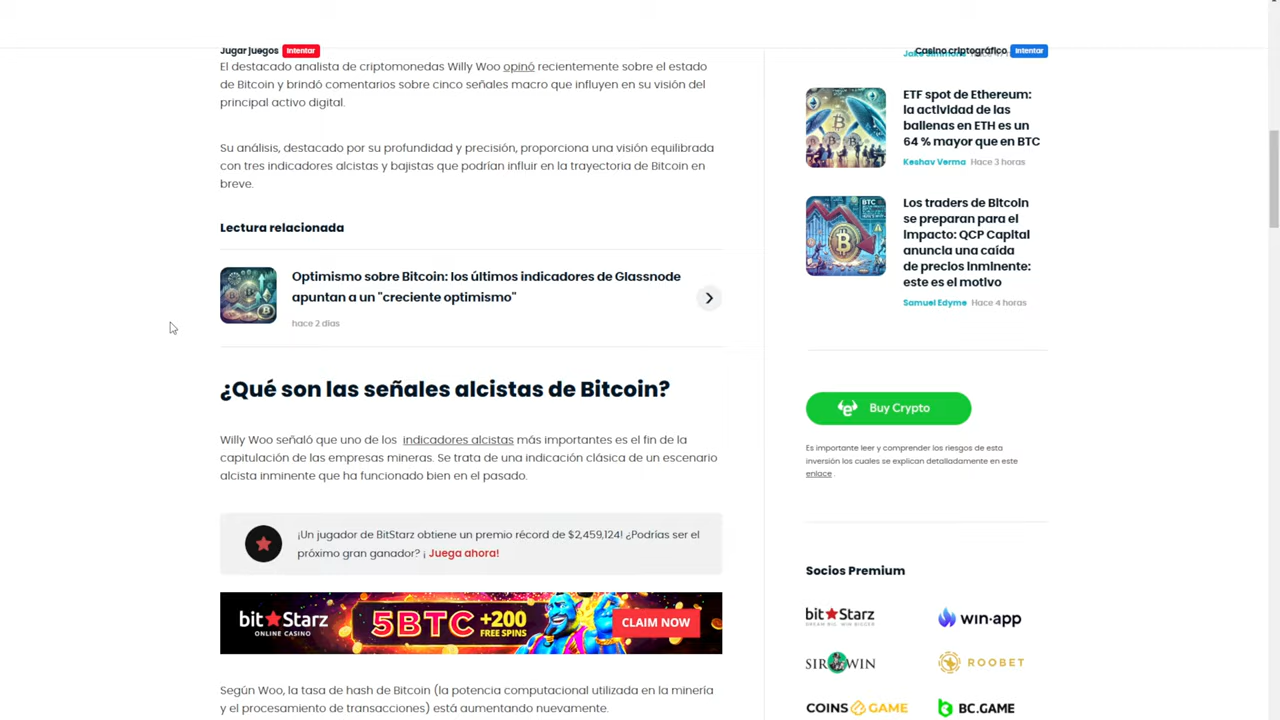 Jugar juegos Intentar
Casino criptográfico Intentar
El destacado analista de criptomonedas Willy Woo opinó recientemente sobre el estado
de Bitcoin y brindó comentarios sobre cinco señales macro que influyen en su visión del
principal activo digital.
Su análisis, destacado por su profundidad y precisión, proporciona una visión equilibrada
con tres indicadores alcistas y bajistas que podrían influir en la trayectoria de Bitcoin en
breve.
Lectura relacionada
Optimismo sobre Bitcoin: los últimos indicadores de Glassnode
apuntan a un "creciente optimismo"
hace 2 días
¿Qué son las señales alcistas de Bitcoin?
Willy Woo señaló que uno de los indicadores alcistas más importantes es el fin de la
capitulación de las empresas mineras. Se trata de una indicación clásica de un escenario
alcista inminente que ha funcionado bien en el pasado.
¡Un jugador de BitStarz obtiene un premio récord de $2,459,124! ¿Podrías ser el
próximo gran ganador? ¡ Juega ahora!
bit Starz
ONLINE CASINO
5BTC +200
FREE SPINS
CLAIM NOW
Según Woo, la tasa de hash de Bitcoin (la potencia computacional utilizada en la minería
y el procesamiento de transacciones) está aumentando nuevamente.
ETF spot de Ethereum:
la actividad de las
ballenas en ETH es un
64 % mayor que en BTC
Keshav Verma Hace 3 horas
BTC
Los traders de Bitcoin
se preparan para el
impacto: QCP Capital
anuncia una caída
de precios inminente:
este es el motivo
Samuel Edyme Hace 4 horas
Buy Crypto
Es importante leer y comprender los riesgos de esta
inversión los cuales se explican detalladamente en este
enlace .
Socios Premium
bit Starz
DREAM BIG. WIN BIGGER
win·app
SIR WIN
ROOBET
COINS GAME
BC.GAME